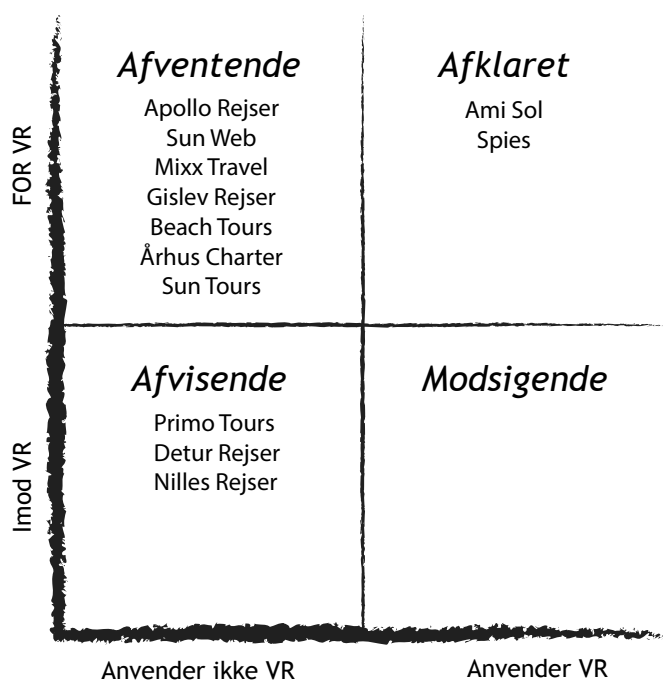 FOR VR
Afventende
Apollo Rejser
Sun Web
Mixx Travel
Gislev Rejser
Beach Tours
Århus Charter
Sun Tours
Afklaret
Ami Sol
Spies
Imod VR
Afvisende
Primo Tours
Detur Rejser
Nilles Rejser
Modsigende
Anvender ikke VR
Anvender VR